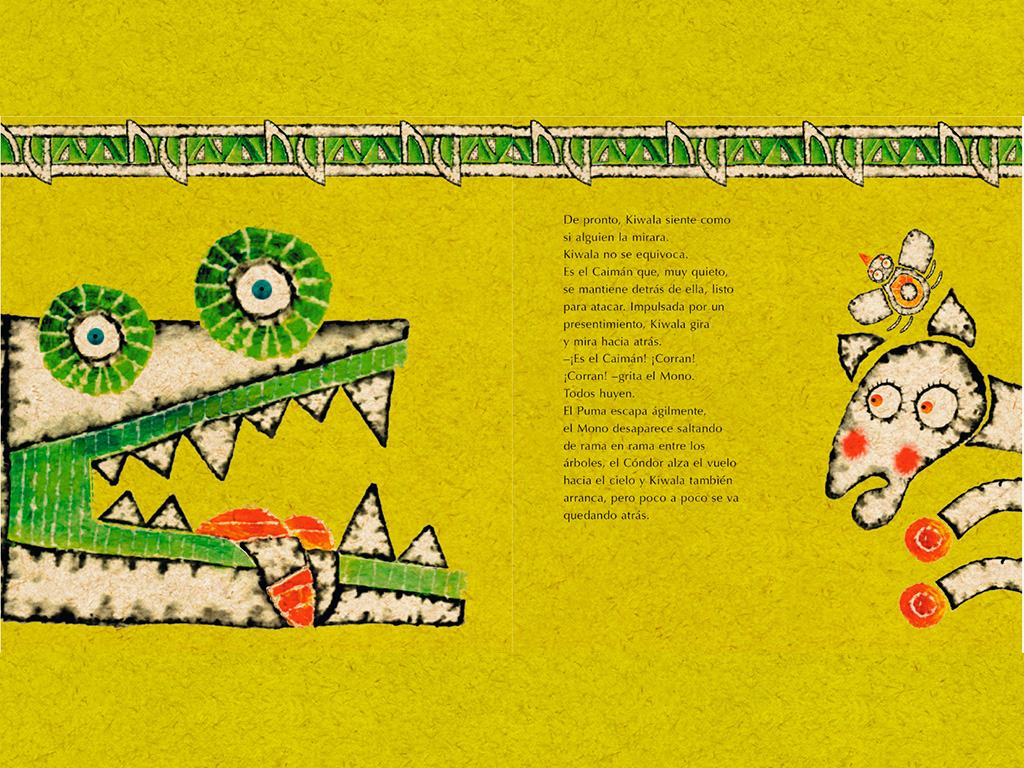 De pronto, Kiwala siente como
si alguien la mirara.
Kiwala no se equivoca.
Es el Caimán que, muy quieto,
se mantiene detrás de ella, listo
para atacar. Impulsada por un
presentimiento, Kiwala gira
y mira hacia atrás.
–¡Es el Caimán! ¡Corran!
¡Corran! –grita el Mono.
Todos huyen.
El Puma escapa ágilmente,
el Mono desaparece saltando
de rama en rama entre los
árboles, el Cóndor alza el vuelo
hacia el cielo y Kiwala también
arranca, pero poco a poco se va
quedando atrás.